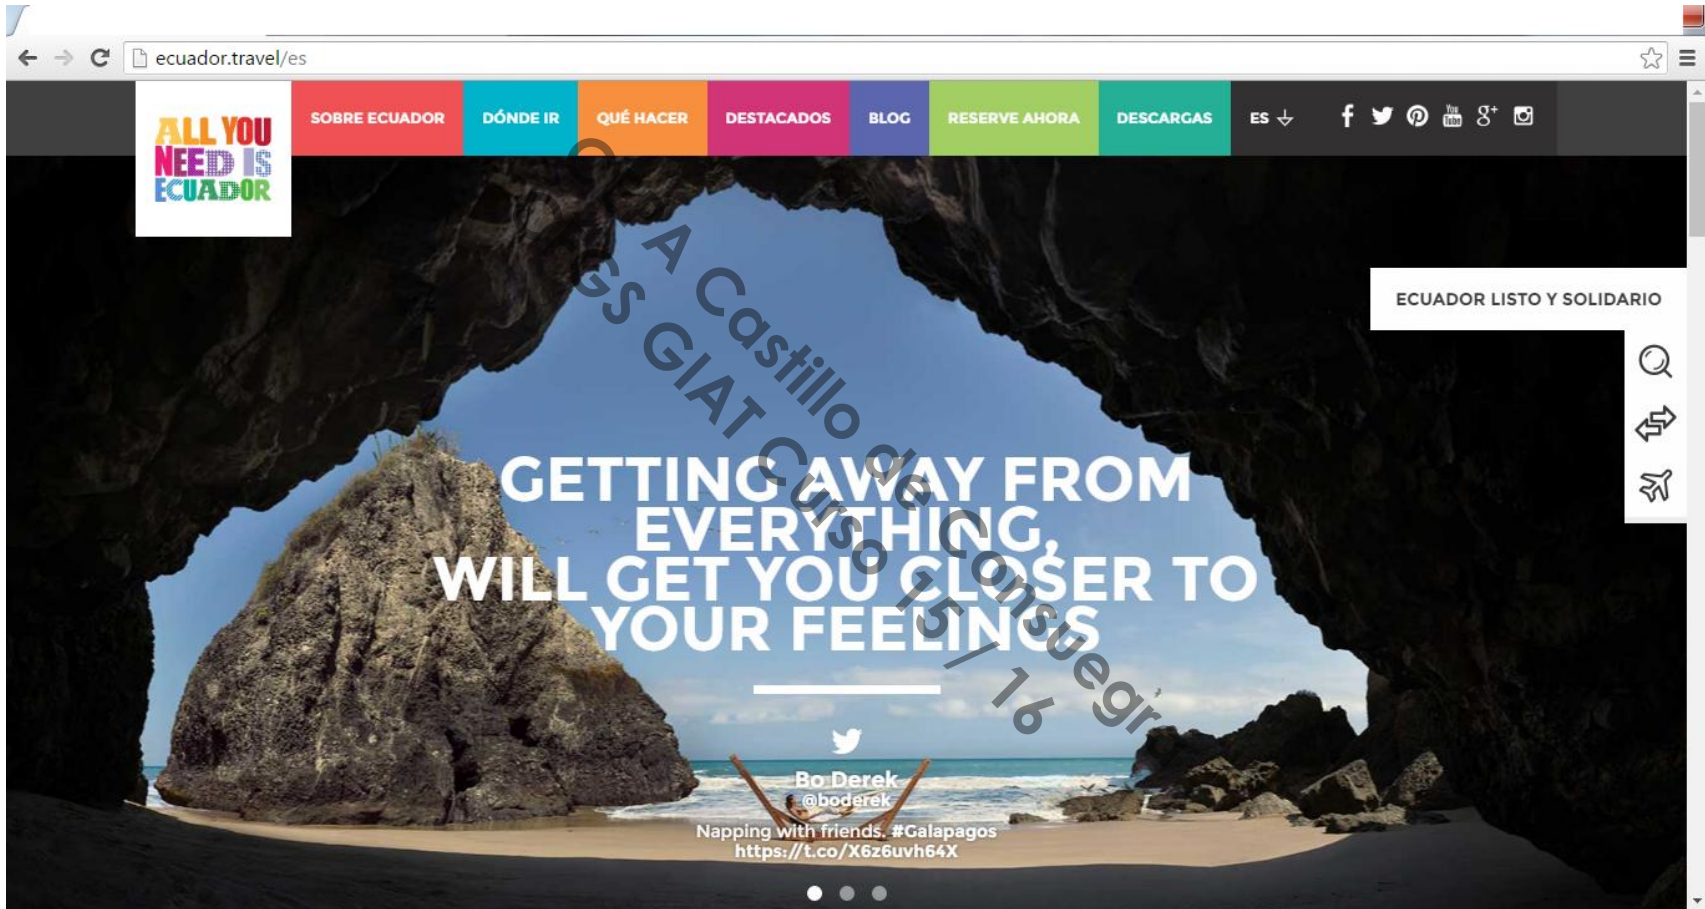 ecuador.travel/es
ALL YOU
NEED IS
ECUADOR
SOBRE ECUADOR
DÓNDE IR
QUÉ HACER
DESTACADOS
BLOG
RESERVE AHORA
DESCARGAS
ES
ECUADOR LISTO Y SOLIDARIO
GETTING AWAY FROM
EVERYTHING,
WILL GET YOU CLOSER TO
YOUR FEELINGS
Bo Derek
@boderek
Napping with friends. #Galapagos
https://t.co/X6z6uvh64X
A Castillo de Consuegr
GS GIAT Curso 15 / 16